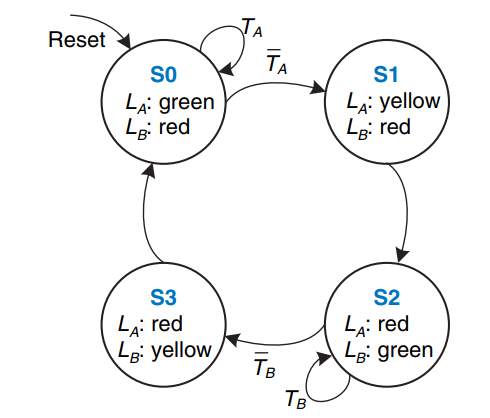 Reset
T_A
T̅_A
S0
L_A: green
L_B: red
S1
L_A: yellow
L_B: red
S3
L_A: red
L_B: yellow
S2
L_A: red
L_B: green
T̅_B
T_B